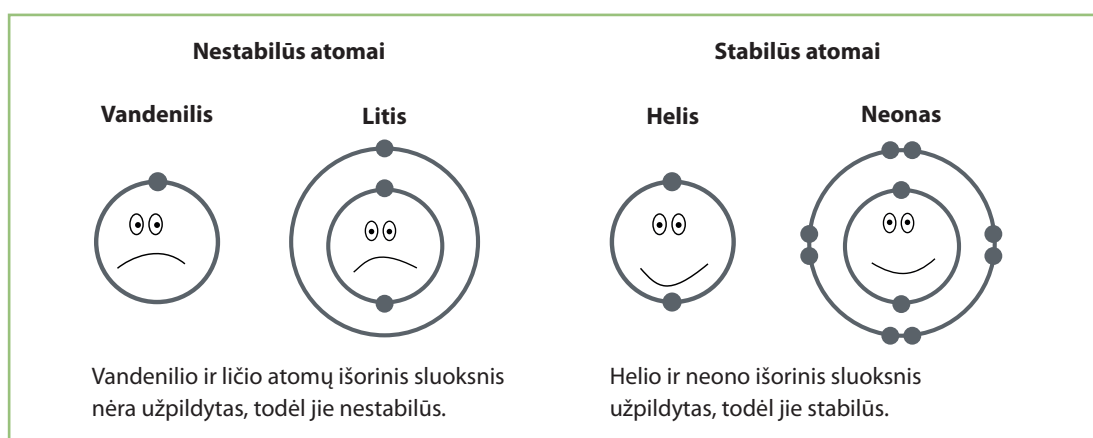 Nestabilūs atomai
Stabilūs atomai
Vandenilis
Litis
Helis
Neonas
Vandenilio ir ličio atomų išorinis sluoksnis
nėra užpildytas, todėl jie nestabilūs.
Helio ir neono išorinis sluoksnis
užpildytas, todėl jie stabilūs.